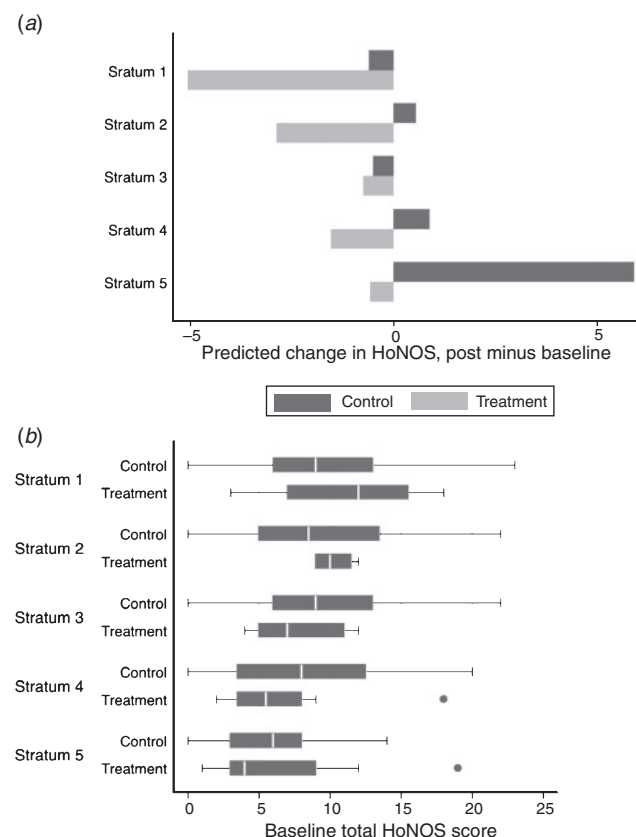 (a)
Sratum 1
Stratum 2
Stratum 3
Sratum 4
Stratum 5
–5 0 5
Predicted change in HoNOS, post minus baseline
Control Treatment
(b)
Stratum 1 Control
Treatment
Stratum 2 Control
Treatment
Stratum 3 Control
Treatment
Stratum 4 Control
Treatment
Stratum 5 Control
Treatment
0 5 10 15 20 25
Baseline total HoNOS score